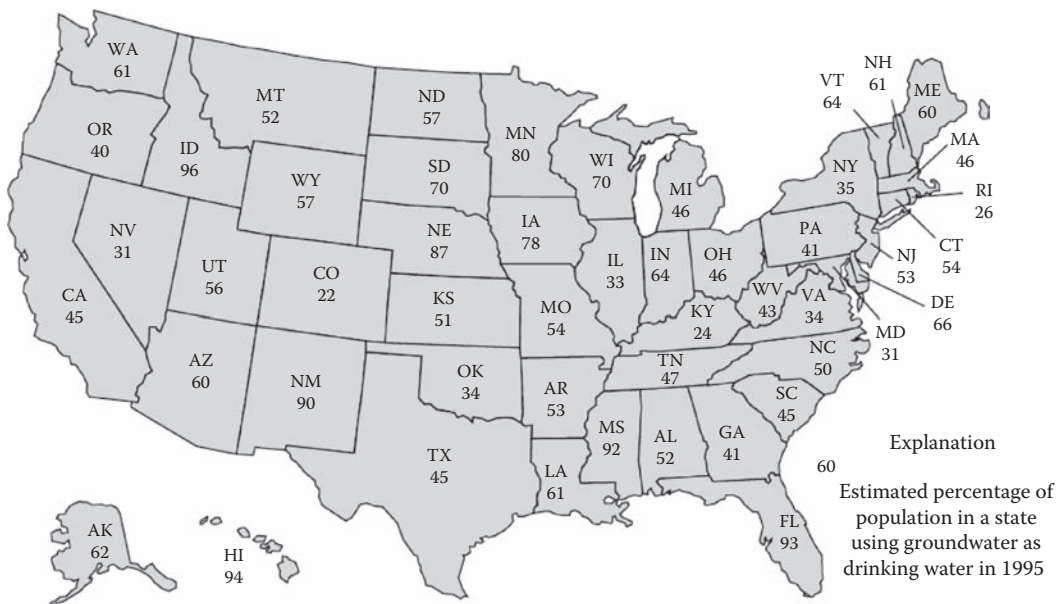 WA
61
OR
40
CA
45
NV
31
ID
96
MT
52
WY
57
UT
56
AZ
60
CO
22
NM
90
ND
57
SD
70
NE
87
KS
51
OK
34
TX
45
MN
80
IA
78
MO
54
AR
53
LA
61
WI
70
IL
33
MI
46
IN
64
OH
46
KY
24
TN
47
MS
92
AL
52
GA
41
FL
93
SC
45
NC
50
VA
34
WV
43
PA
41
NY
35
VT
64
NH
61
ME
60
MA
46
RI
26
CT
54
NJ
53
DE
66
MD
31
AK
62
HI
94
Explanation
60
Estimated percentage of
population in a state
using groundwater as
drinking water in 1995